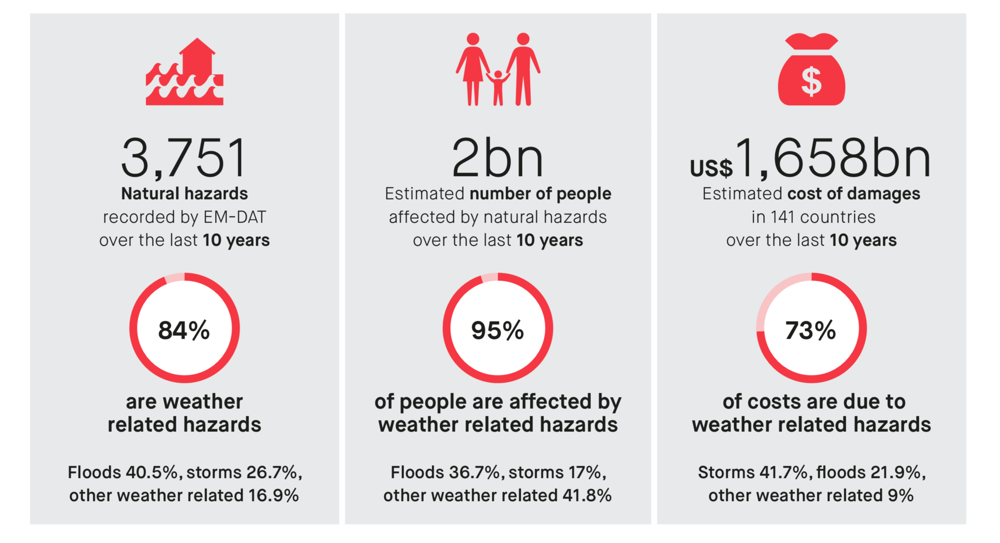 $
3,751
Natural hazards
recorded by EM-DAT
over the last 10 years
84%
are weather
related hazards
Floods 40.5%, storms 26.7%,
other weather related 16.9%
2bn
Estimated number of people
affected by natural hazards
over the last 10 years
95%
of people are affected by
weather related hazards
Floods 36.7%, storms 17%,
other weather related 41.8%
US$1,658bn
Estimated cost of damages
in 141 countries
over the last 10 years
73%
of costs are due to
weather related hazards
Storms 41.7%, floods 21.9%,
other weather related 9%